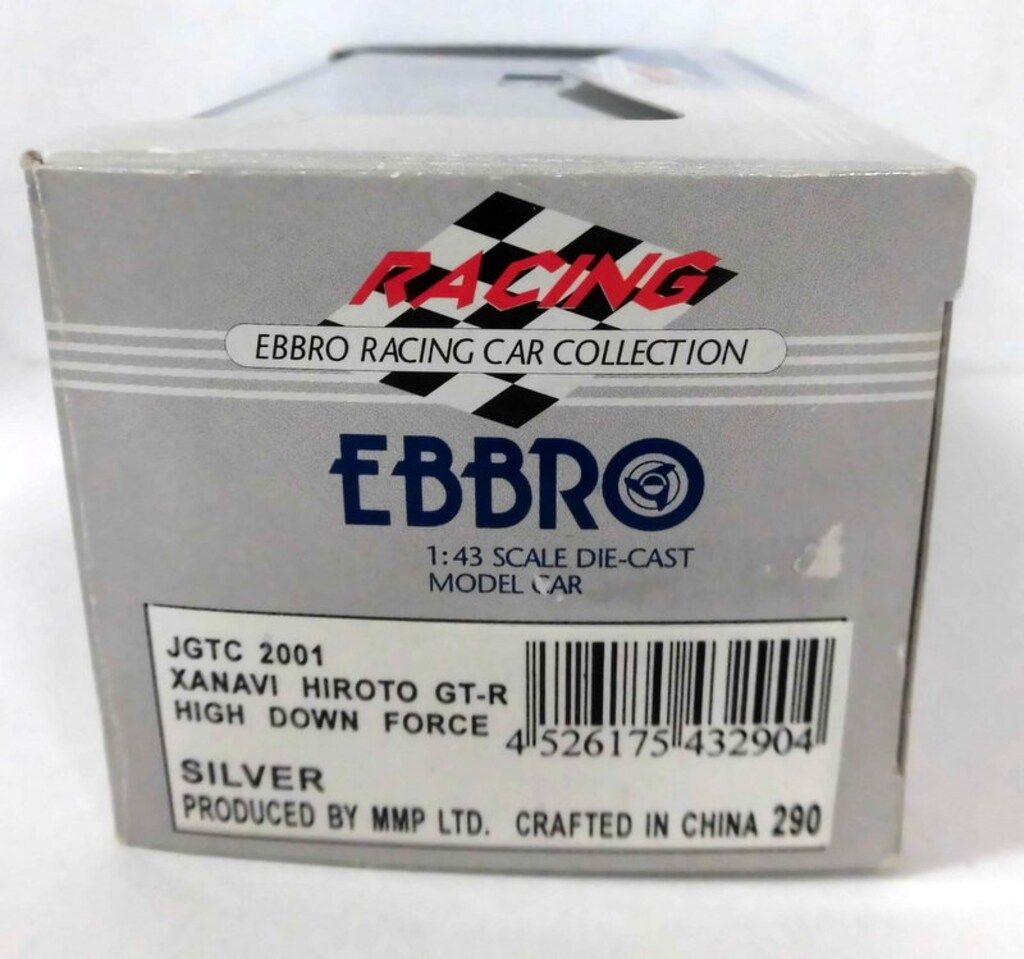 RACING
EBBRO RACING CAR COLLECTION
EBBRO
1:43 SCALE DIE-CAST
MODEL CAR
JGTC 2001
XANAVI HIROTO GT-R
HIGH DOWN FORCE
4 526175 432904
SILVER
PRODUCED BY MMP LTD. CRAFTED IN CHINA 290